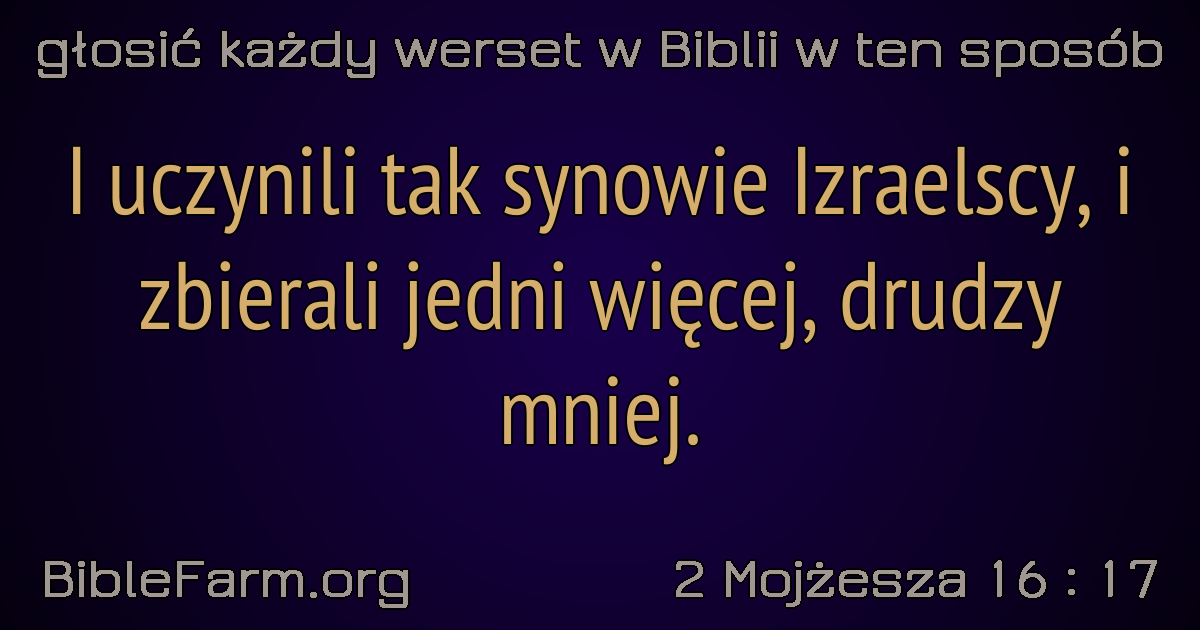 głosić każdy werset w Biblii w ten sposób
I uczynili tak synowie Izraelscy, i
zbierali jedni więcej, drudzy
mniej.
BibleFarm.org
2 Mojżesza 16 : 17